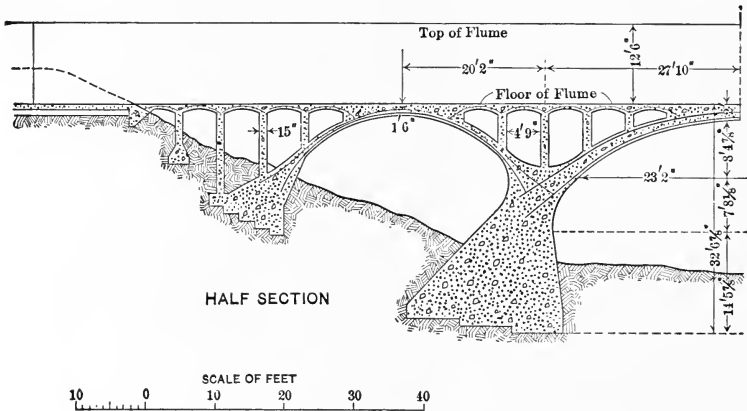 Top of Flume
12'6"
20'2"
27'10"
Floor of Flume
15"
1'6"
4'9"
8'4⅞"
23'2"
7'8⅛"
32'6⅞"
14'5⅞"
HALF SECTION
SCALE OF FEET
10 0 10 20 30 40